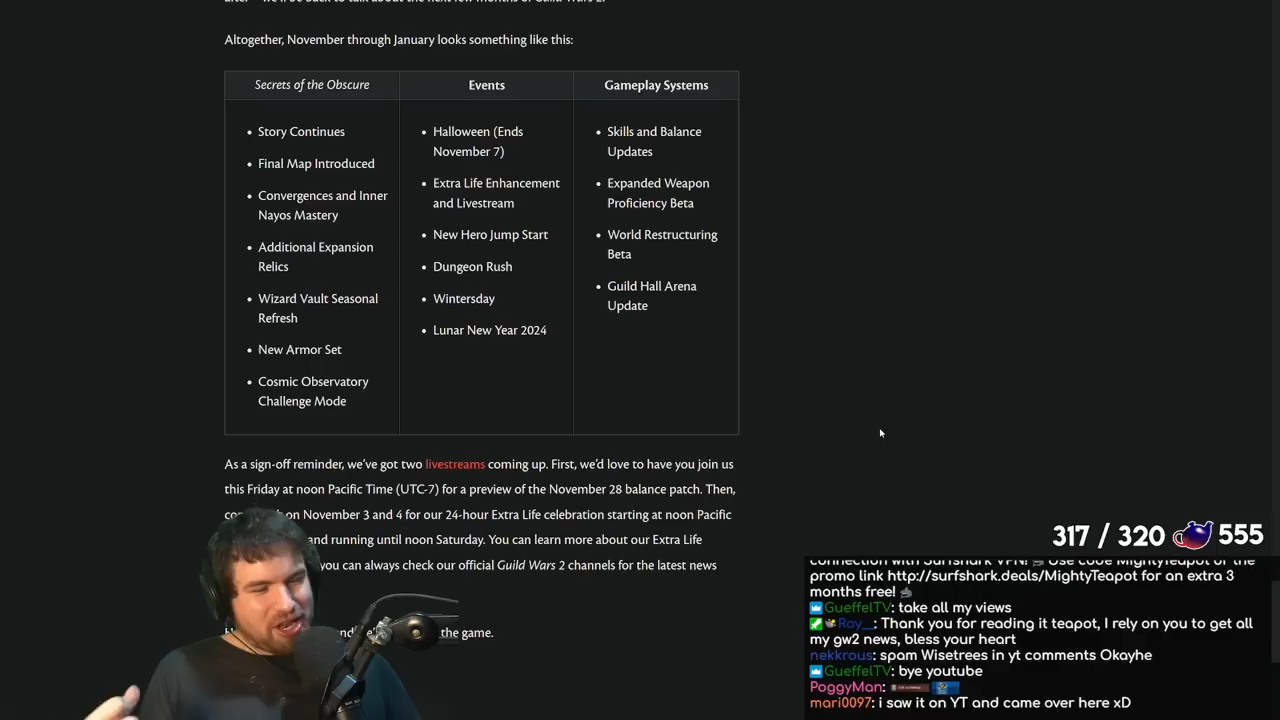 Altogether, November through January looks something like this:
Secrets of the Obscure
Events
Gameplay Systems
• Story Continues
• Final Map Introduced
• Convergences and Inner
Nayos Mastery
• Additional Expansion
Relics
• Wizard Vault Seasonal
Refresh
• New Armor Set
• Cosmic Observatory
Challenge Mode
• Halloween (Ends
November 7)
• Extra Life Enhancement
and Livestream
• New Hero Jump Start
• Dungeon Rush
• Wintersday
• Lunar New Year 2024
• Skills and Balance
Updates
• Expanded Weapon
Proficiency Beta
• World Restructuring
Beta
• Guild Hall Arena
Update
As a sign-off reminder, we've got two livestreams coming up. First, we'd love to have you join us
this Friday at noon Pacific Time (UTC-7) for a preview of the November 28 balance patch. Then,
on November 3 and 4 for our 24-hour Extra Life celebration starting at noon Pacific
and running until noon Saturday. You can learn more about our Extra Life
you can always check our official Guild Wars 2 channels for the latest news
the game.
317 / 320 555
connection with Surfshark VPN! Use code MightyTeapot or the
promo link http://surfshark.deals/MightyTeapot for an extra 3
months free!
GueffelTV: take all my views
Roy__: Thank you for reading it teapot, I rely on you to get all
my gw2 news, bless your heart
nekkrous: spam Wisetrees in yt comments Okayhe
GueffelTV: bye youtube
PoggyMan:
mari0097: i saw it on YT and came over here xD